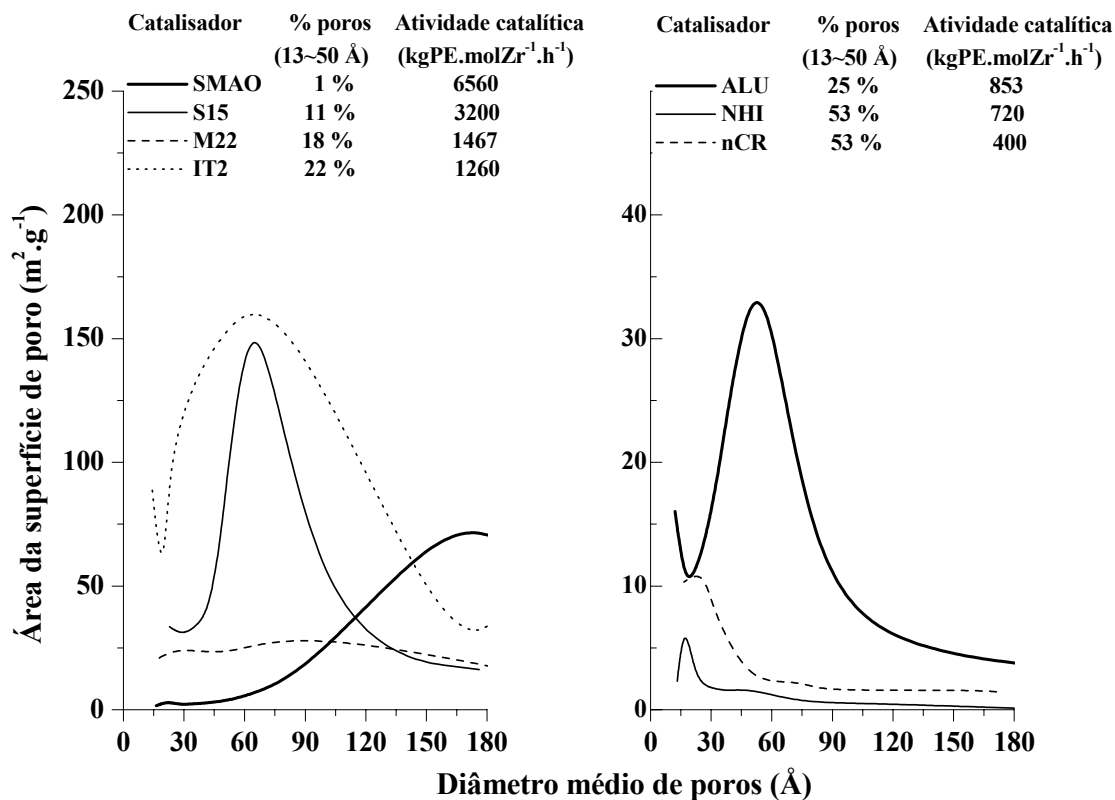 Catalisador % poros Atividade catalítica
(13~50 Å) (kgPE.molZr⁻¹.h⁻¹)
SMAO 1 % 6560
S15 11 % 3200
M22 18 % 1467
IT2 22 % 1260
Catalisador % poros Atividade catalítica
(13~50 Å) (kgPE.molZr⁻¹.h⁻¹)
ALU 25 % 853
NHI 53 % 720
nCR 53 % 400
Área da superfície de poro (m².g⁻¹)
250
200
150
100
50
0
0 30 60 90 120 150 180
40
30
20
10
0
0 30 60 90 120 150 180
Diâmetro médio de poros (Å)